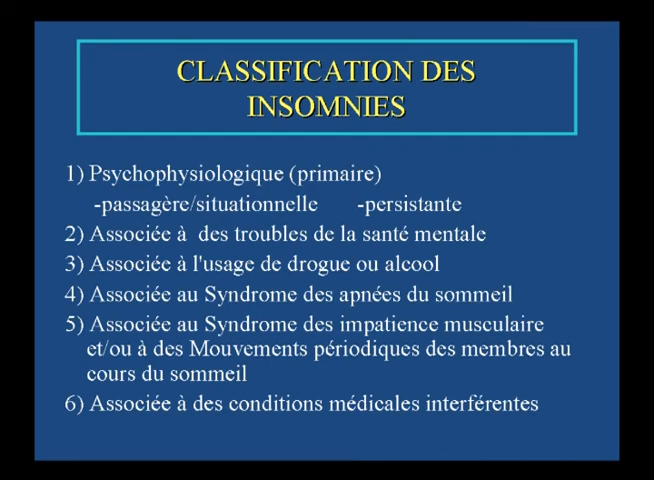 CLASSIFICATION DES
INSOMNIES
1) Psychophysiologique (primaire)
-passagère/situationnelle -persistante
2) Associée à des troubles de la santé mentale
3) Associée à l'usage de drogue ou alcool
4) Associée au Syndrome des apnées du sommeil
5) Associée au Syndrome des impatience musculaire
et/ou à des Mouvements périodiques des membres au
cours du sommeil
6) Associée à des conditions médicales interférentes